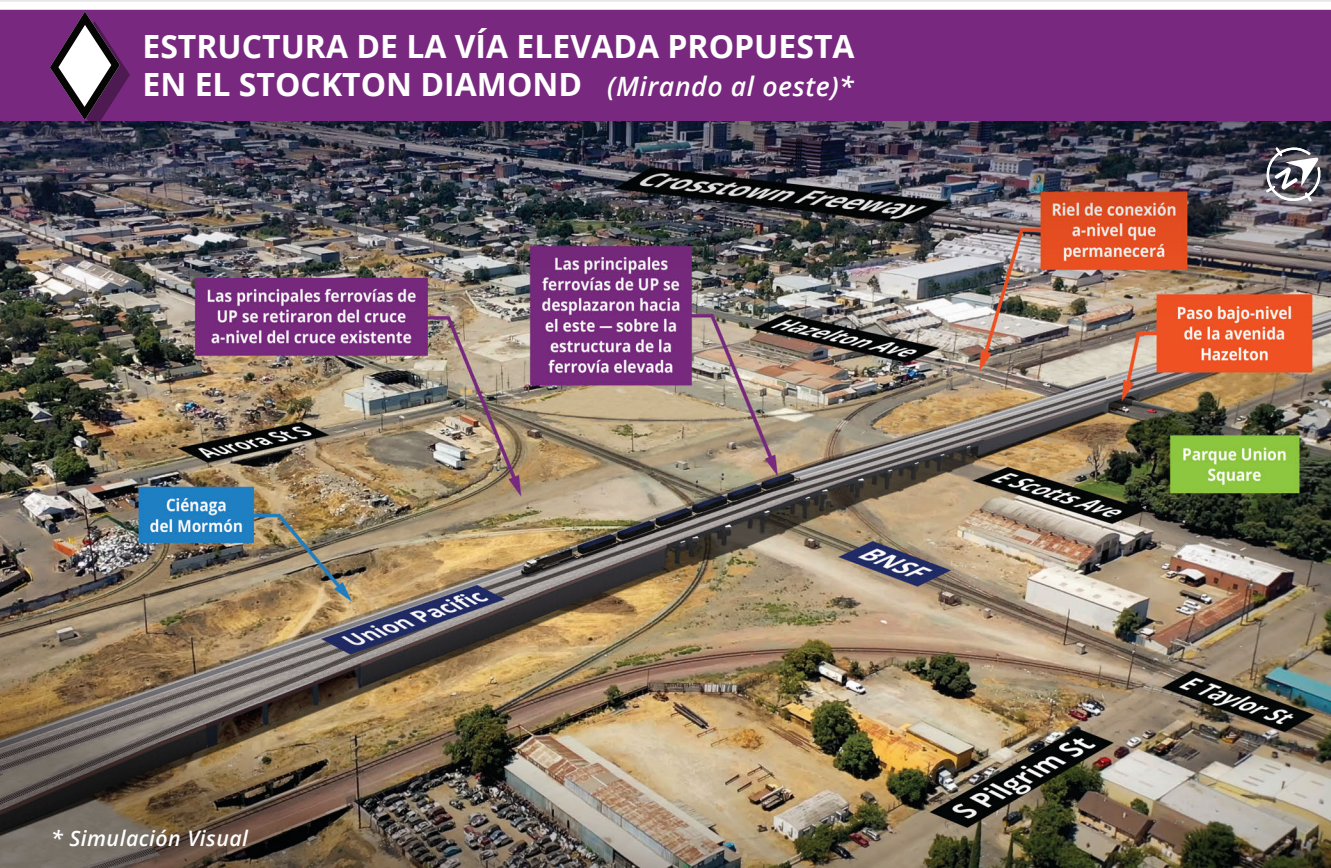 ESTRUCTURA DE LA VÍA ELEVADA PROPUESTA
EN EL STOCKTON DIAMOND (Mirando al oeste)*
Crosstown Freeway
Riel de conexión
a-nivel que
permanecerá
Las principales ferrovías de
UP se retiraron del cruce
a-nivel del cruce existente
Las principales
ferrovías de UP se
desplazaron hacia
el este — sobre la
estructura de la
ferrovía elevada
Hazelton Ave
Paso bajo-nivel
de la avenida
Hazelton
Aurora St S
Parque Union
Square
E Scotts Ave
Ciénaga
del Mormón
BNSF
Union Pacific
E Taylor St
S Pilgrim St
* Simulación Visual
N